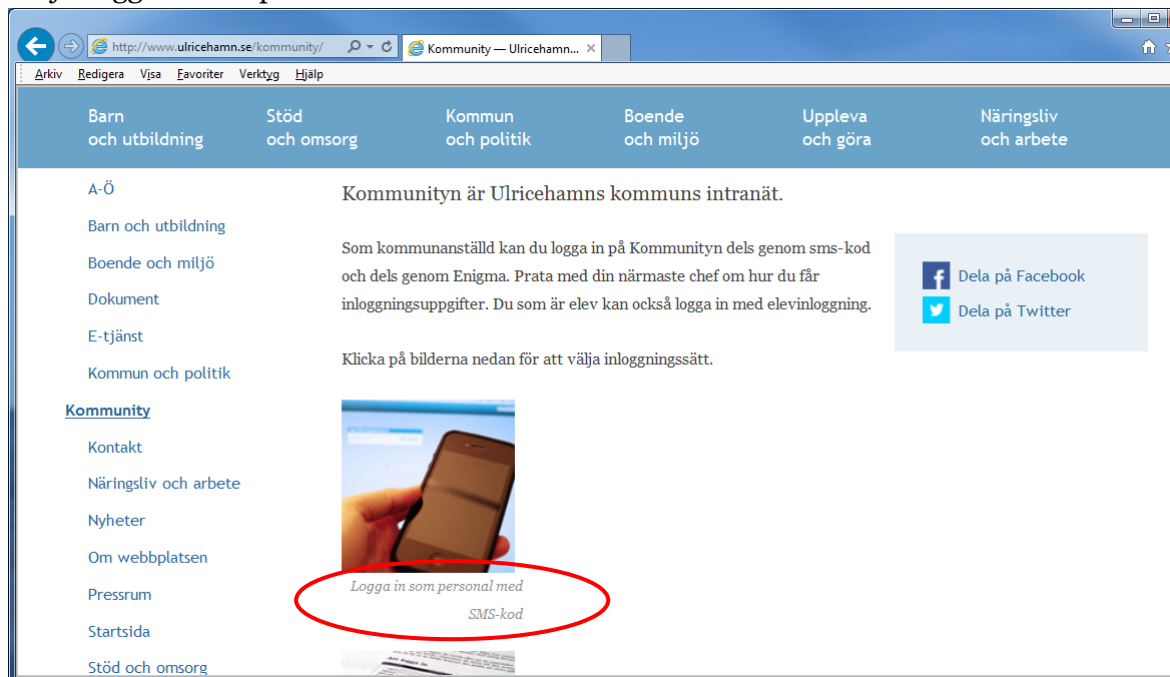 http://www.ulricehamn.se/kommunity/
Kommunity — Ulricehamn...
Arkiv Redigera Visa Favoriter Verktyg Hjälp
Barn
och utbildning
Stöd
och omsorg
Kommun
och politik
Boende
och miljö
Uppleva
och göra
Näringsliv
och arbete
A-Ö
Barn och utbildning
Boende och miljö
Dokument
E-tjänst
Kommun och politik
Kommunity
Kontakt
Näringsliv och arbete
Nyheter
Om webbplatsen
Pressrum
Startsida
Stöd och omsorg
Kommunityn är Ulricehamns kommuns intranät.
Som kommunanställd kan du logga in på Kommunityn dels genom sms-kod
och dels genom Enigma. Prata med din närmaste chef om hur du får
inloggningsuppgifter. Du som är elev kan också logga in med elevinloggning.
Klicka på bilderna nedan för att välja inloggningssätt.
Logga in som personal med
SMS-kod
Dela på Facebook
Dela på Twitter